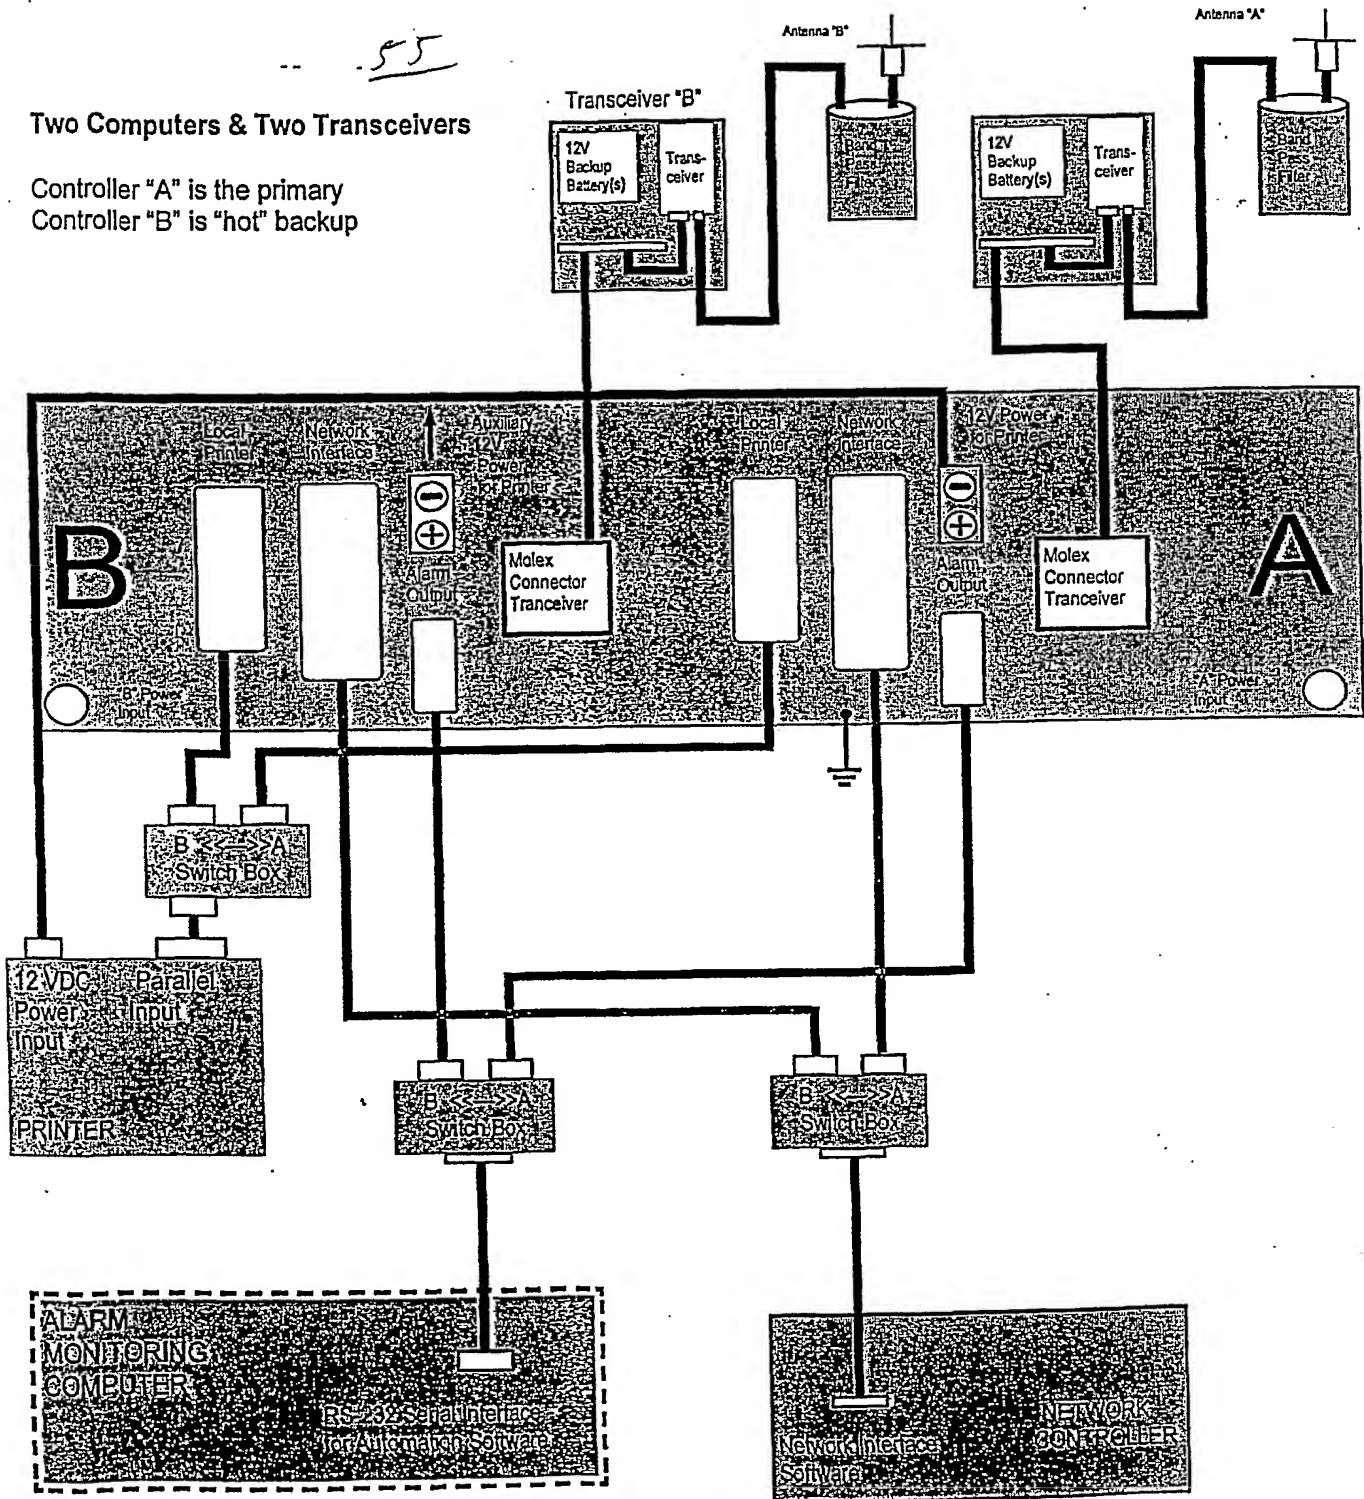 .55
Antenna "B"
Antenna "A"
Two Computers & Two Transceivers
Controller "A" is the primary
Controller "B" is "hot" backup
Transceiver "B"
12V
Backup
Battery(s)
Trans-
ceiver
Band
Pass
Filter
12V
Backup
Battery(s)
Trans-
ceiver
Band
Pass
Filter
B
Local
Printer
Network
Interface
Auxiliary
12V
Power
Alarm
Output
Molex
Connector
Tranceiver
"B" Power
Input
Local
Printer
Network
Interface
12V Power
for Printer
Alarm
Output
Molex
Connector
Tranceiver
A
"A" Power
Input
B <<-->> A
Switch Box
12 VDC
Power
Input
Parallel
Input
PRINTER
B <<-->> A
Switch Box
B <<-->> A
Switch Box
ALARM
MONITORING
COMPUTER
RS-232 Serial Interface
for Automation Software
Network Interface
Software
NETWORK
CONTROLLER